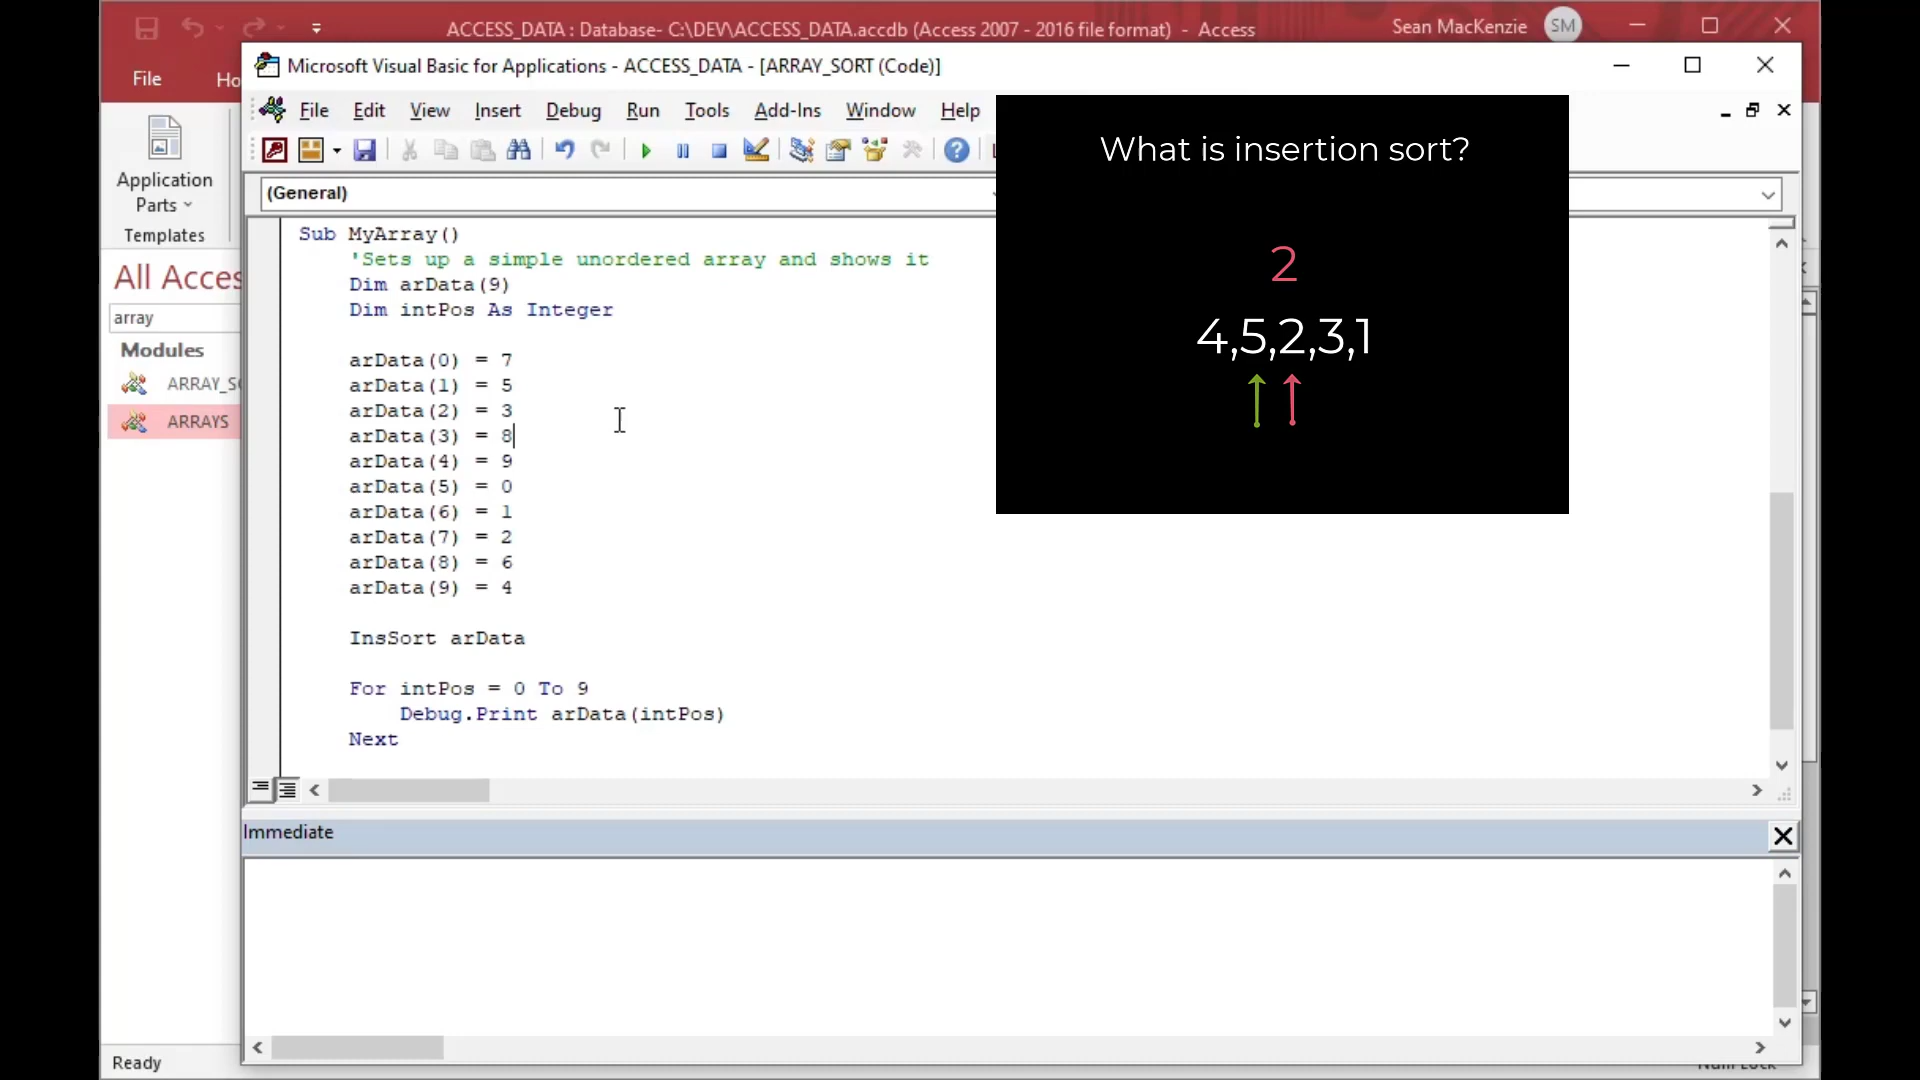 ACCESS_DATA : Database- C:\DEV\ACCESS_DATA.accdb (Access 2007 - 2016 file format) - Access
Sean MacKenzie
SM
File
Microsoft Visual Basic for Applications - ACCESS_DATA - [ARRAY_SORT (Code)]
File Edit View Insert Debug Run Tools Add-Ins Window Help
Application
Parts
Templates
All Acces
array
Modules
ARRAY_SO
ARRAYS
(General)
Sub MyArray()
'Sets up a simple unordered array and shows it
Dim arData(9)
Dim intPos As Integer
arData(0) = 7
arData(1) = 5
arData(2) = 3
arData(3) = 8
arData(4) = 9
arData(5) = 0
arData(6) = 1
arData(7) = 2
arData(8) = 6
arData(9) = 4
InsSort arData
For intPos = 0 To 9
Debug.Print arData(intPos)
Next
What is insertion sort?
2
4,5,2,3,1
Immediate
Ready